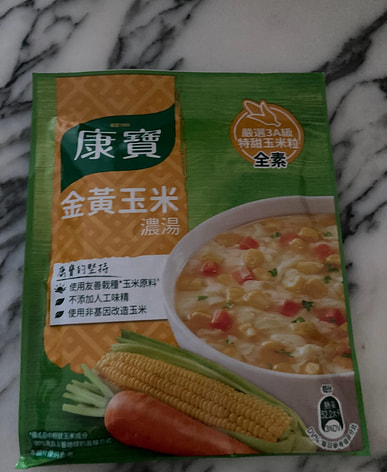 康寶
嚴選3A級
特甜玉米粒
全素
金黃玉米
濃湯
康寶的堅持
使用友善栽種*玉米原料
不添加人工味精
使用非基因改造玉米
熱量